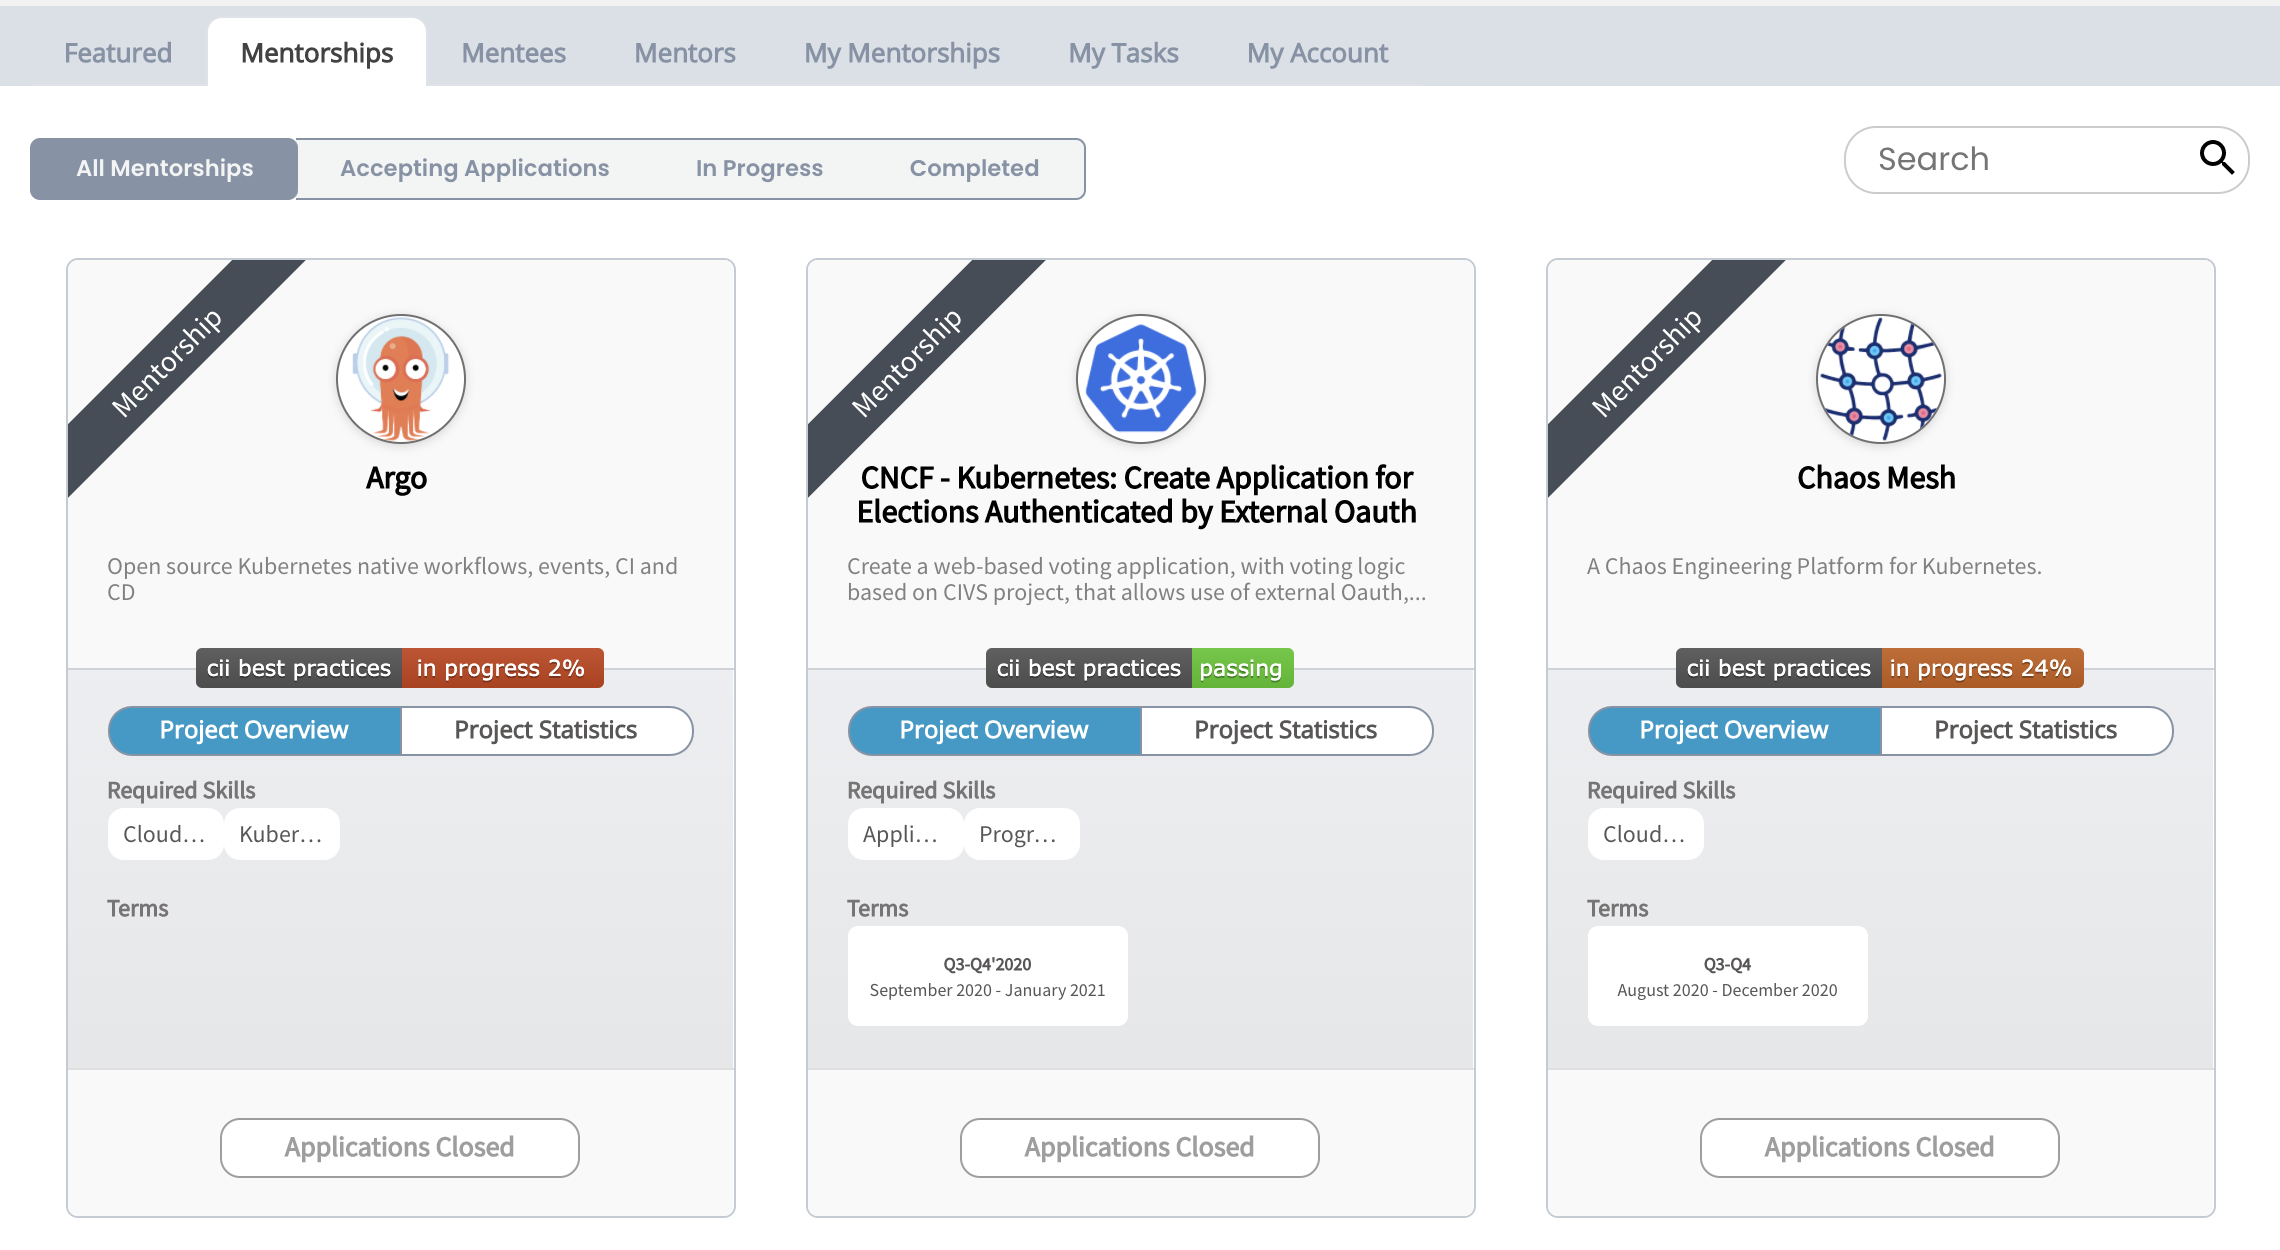 Featured
Mentorships
Mentees
Mentors
My Mentorships
My Tasks
My Account
All Mentorships
Accepting Applications
In Progress
Completed
Search
Mentorship
Argo
Open source Kubernetes native workflows, events, CI and
CD
cii best practices in progress 2%
Project Overview
Project Statistics
Required Skills
Cloud...
Kuber...
Terms
Applications Closed
Mentorship
CNCF - Kubernetes: Create Application for
Elections Authenticated by External Oauth
Create a web-based voting application, with voting logic
based on CIVS project, that allows use of external Oauth,...
cii best practices passing
Project Overview
Project Statistics
Required Skills
Appli...
Progr...
Terms
Q3-Q4'2020
September 2020 - January 2021
Applications Closed
Mentorship
Chaos Mesh
A Chaos Engineering Platform for Kubernetes.
cii best practices in progress 24%
Project Overview
Project Statistics
Required Skills
Cloud...
Terms
Q3-Q4
August 2020 - December 2020
Applications Closed